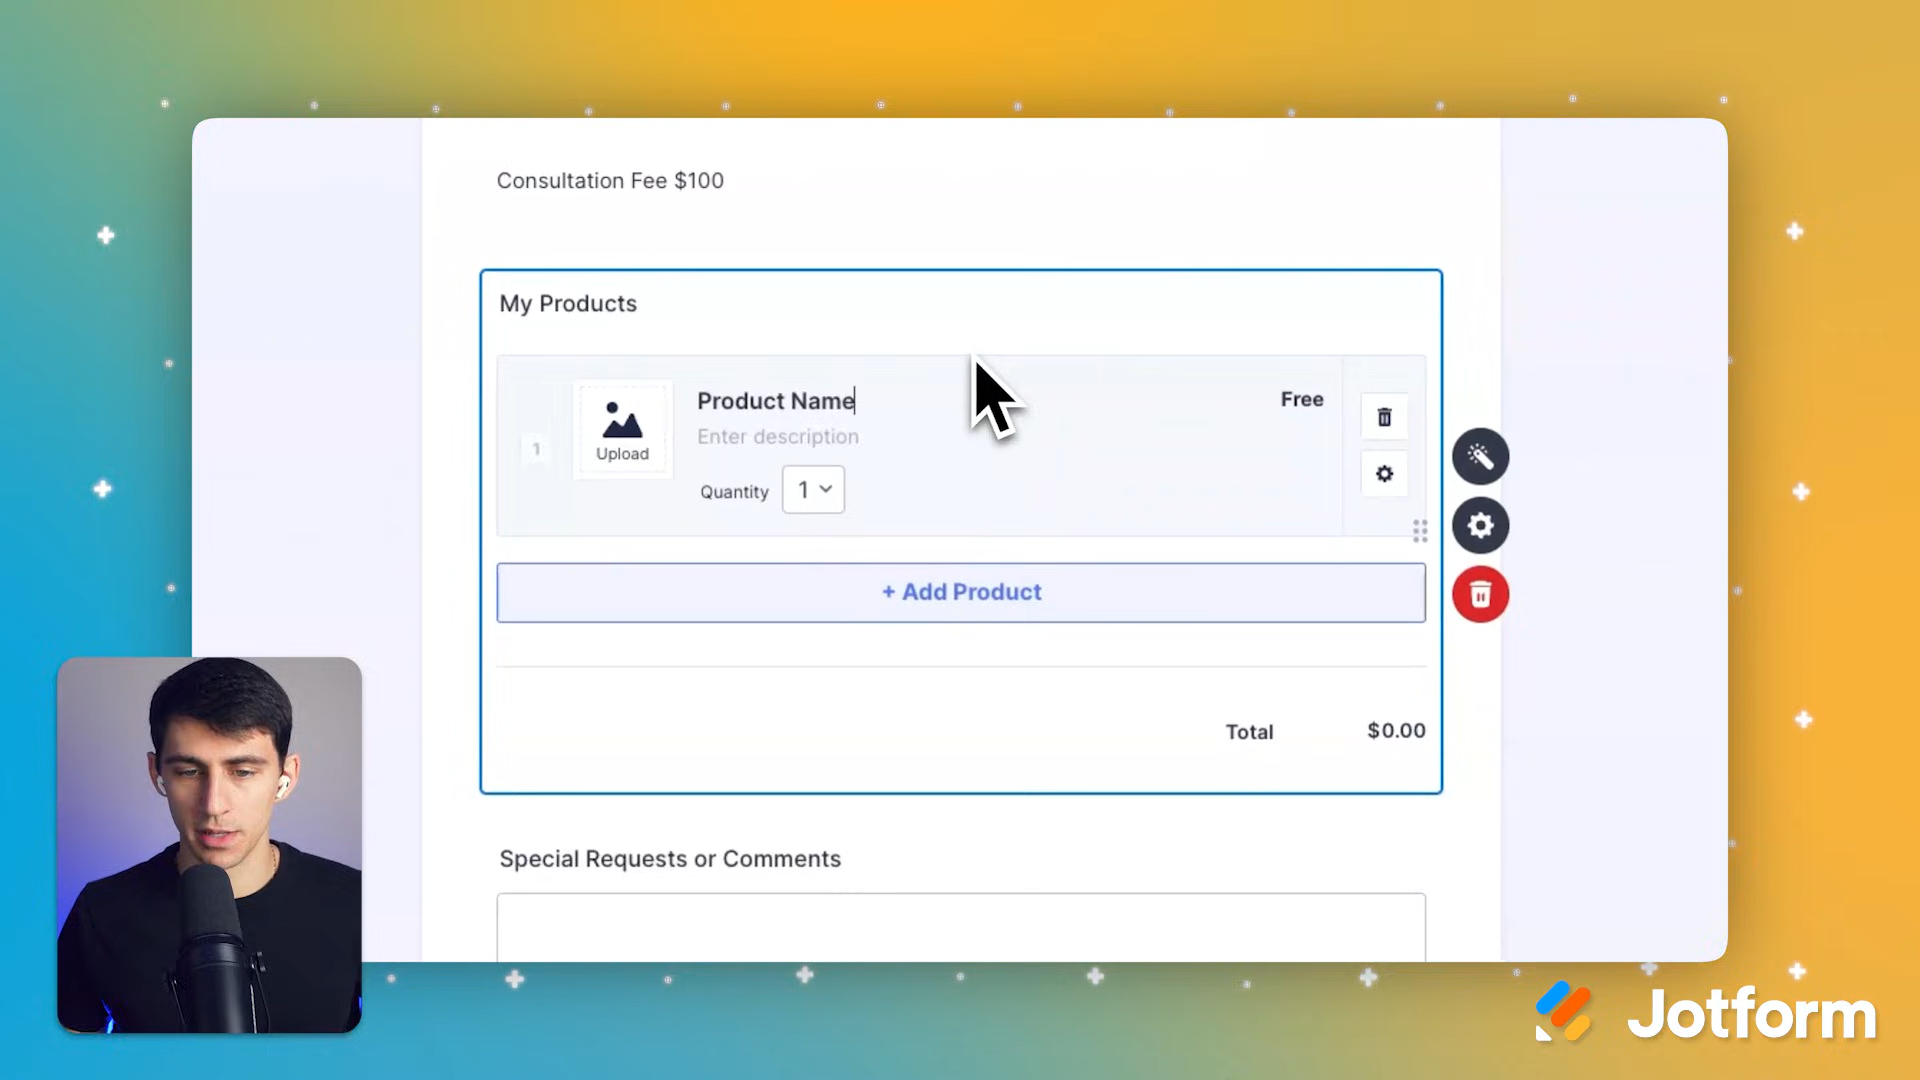 Consultation Fee $100
My Products
1
Upload
Product Name
Enter description
Quantity 1
Free
+ Add Product
Total $0.00
Special Requests or Comments
Jotform